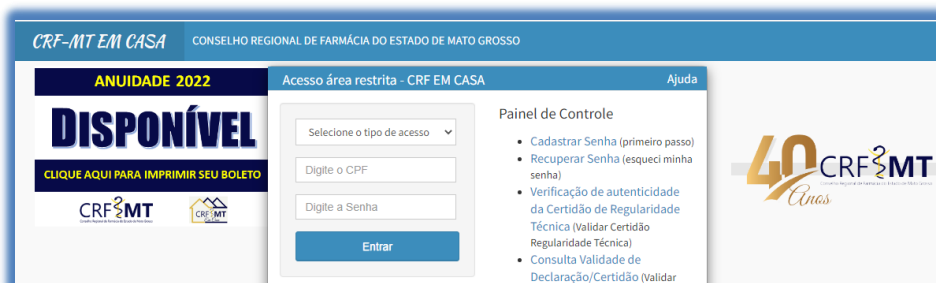 CRF-MT EM CASA
CONSELHO REGIONAL DE FARMÁCIA DO ESTADO DE MATO GROSSO
ANUIDADE 2022
DISPONÍVEL
CLIQUE AQUI PARA IMPRIMIR SEU BOLETO
CRF MT
CRF MT
Acesso área restrita - CRF EM CASA
Ajuda
Selecione o tipo de acesso
Digite o CPF
Digite a Senha
Entrar
Painel de Controle
Cadastrar Senha (primeiro passo)
Recuperar Senha (esqueci minha
senha)
Verificação de autenticidade
da Certidão de Regularidade
Técnica (Validar Certidão
Regularidade Técnica)
Consulta Validade de
Declaração/Certidão (Validar
40
Anos
CRF MT